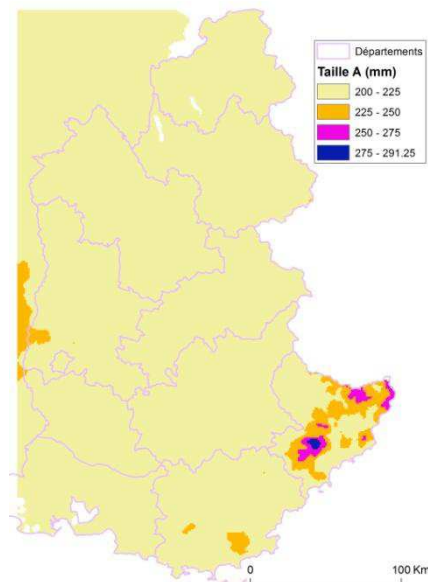 Départements
Taille A (mm)
200 - 225
225 - 250
250 - 275
275 - 291.25
0 100 Km